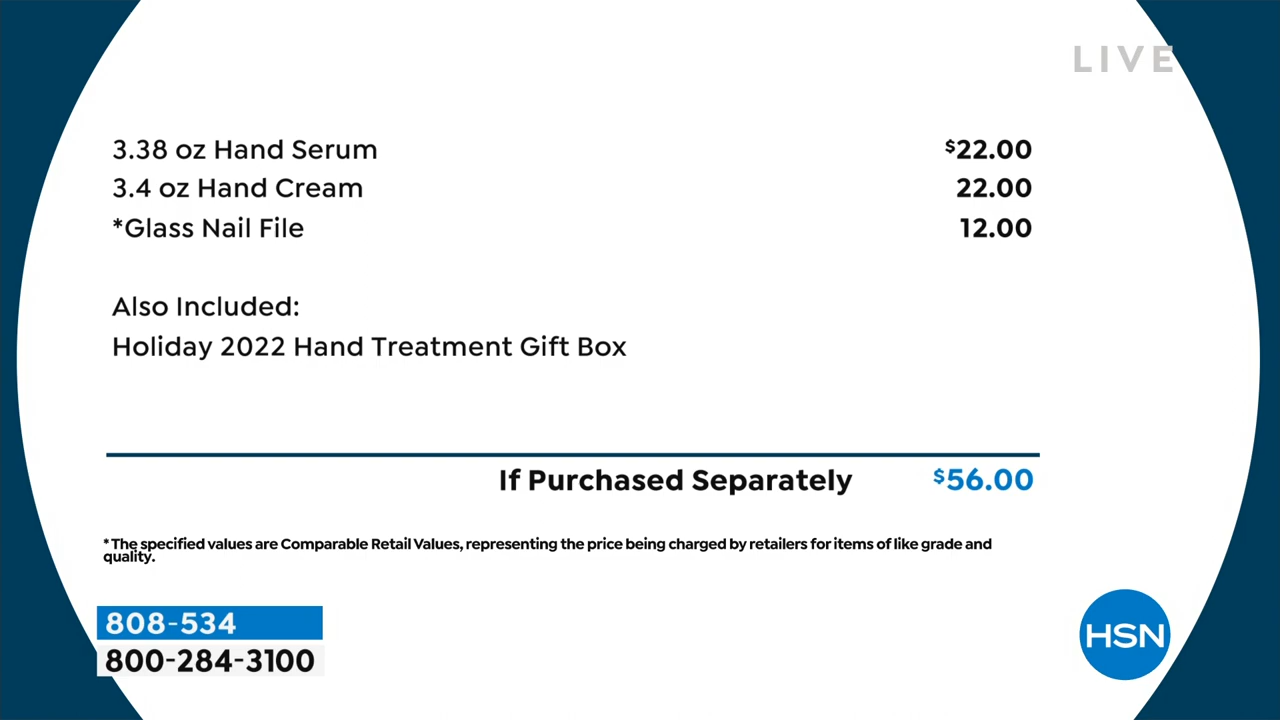 LIVE
3.38 oz Hand Serum $22.00
3.4 oz Hand Cream 22.00
*Glass Nail File 12.00
Also Included:
Holiday 2022 Hand Treatment Gift Box
If Purchased Separately $56.00
*The specified values are Comparable Retail Values, representing the price being charged by retailers for items of like grade and
quality.
808-534
800-284-3100
HSN